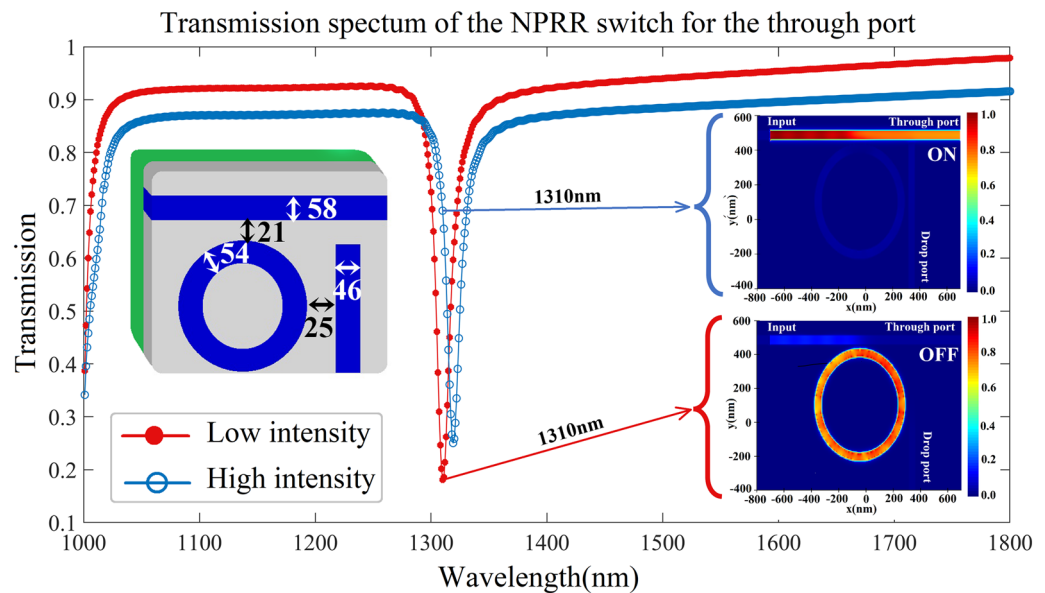 Transmission spectum of the NPRR switch for the through port
Transmission
1
0.9
0.8
0.7
0.6
0.5
0.4
0.3
0.2
0.1
1000
1100
1200
1300
1400
1500
1600
1700
1800
Wavelength(nm)
58
21
54
46
25
Low intensity
High intensity
1310nm
1310nm
Input Through port
ON
Drop port
y(nm)
600
400
200
0
-200
-400
-800 -600 -400 -200 0 200 400 600
x(nm)
1.0
0.8
0.6
0.4
0.2
0.0
Input Through port
OFF
Drop port
y(nm)
600
400
200
0
-200
-400
-800 -600 -400 -200 0 200 400 600
x(nm)
1.0
0.8
0.6
0.4
0.2
0.0